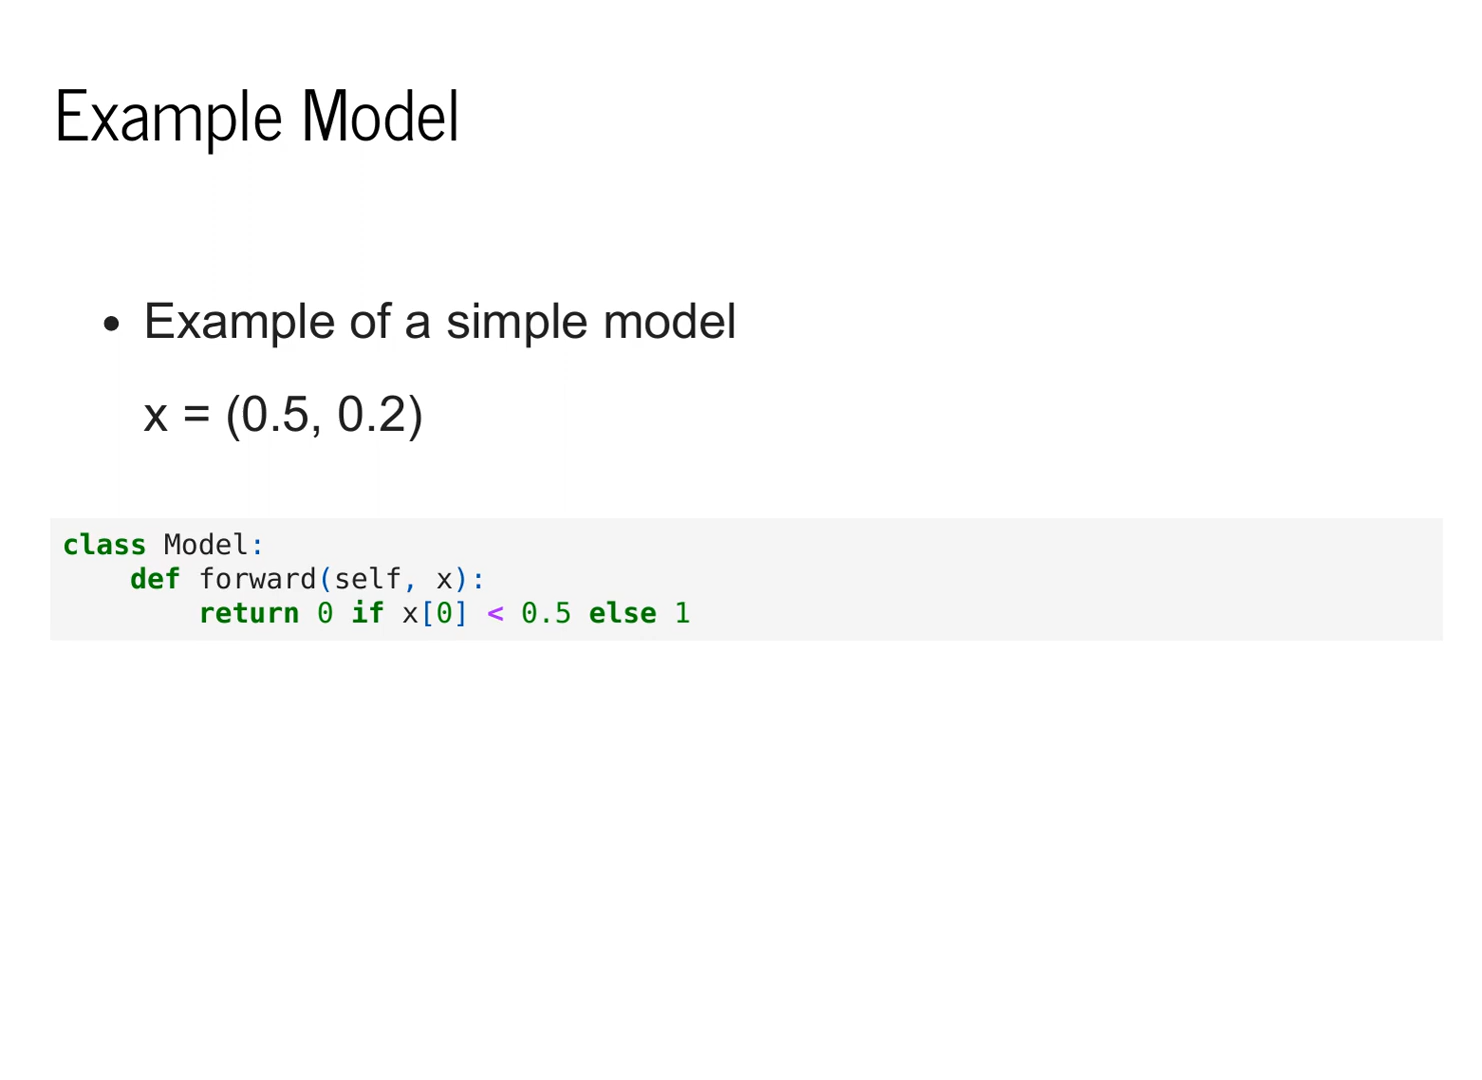 Example Model
• Example of a simple model
x = (0.5, 0.2)
class Model:
    def forward(self, x):
        return 0 if x[0] < 0.5 else 1